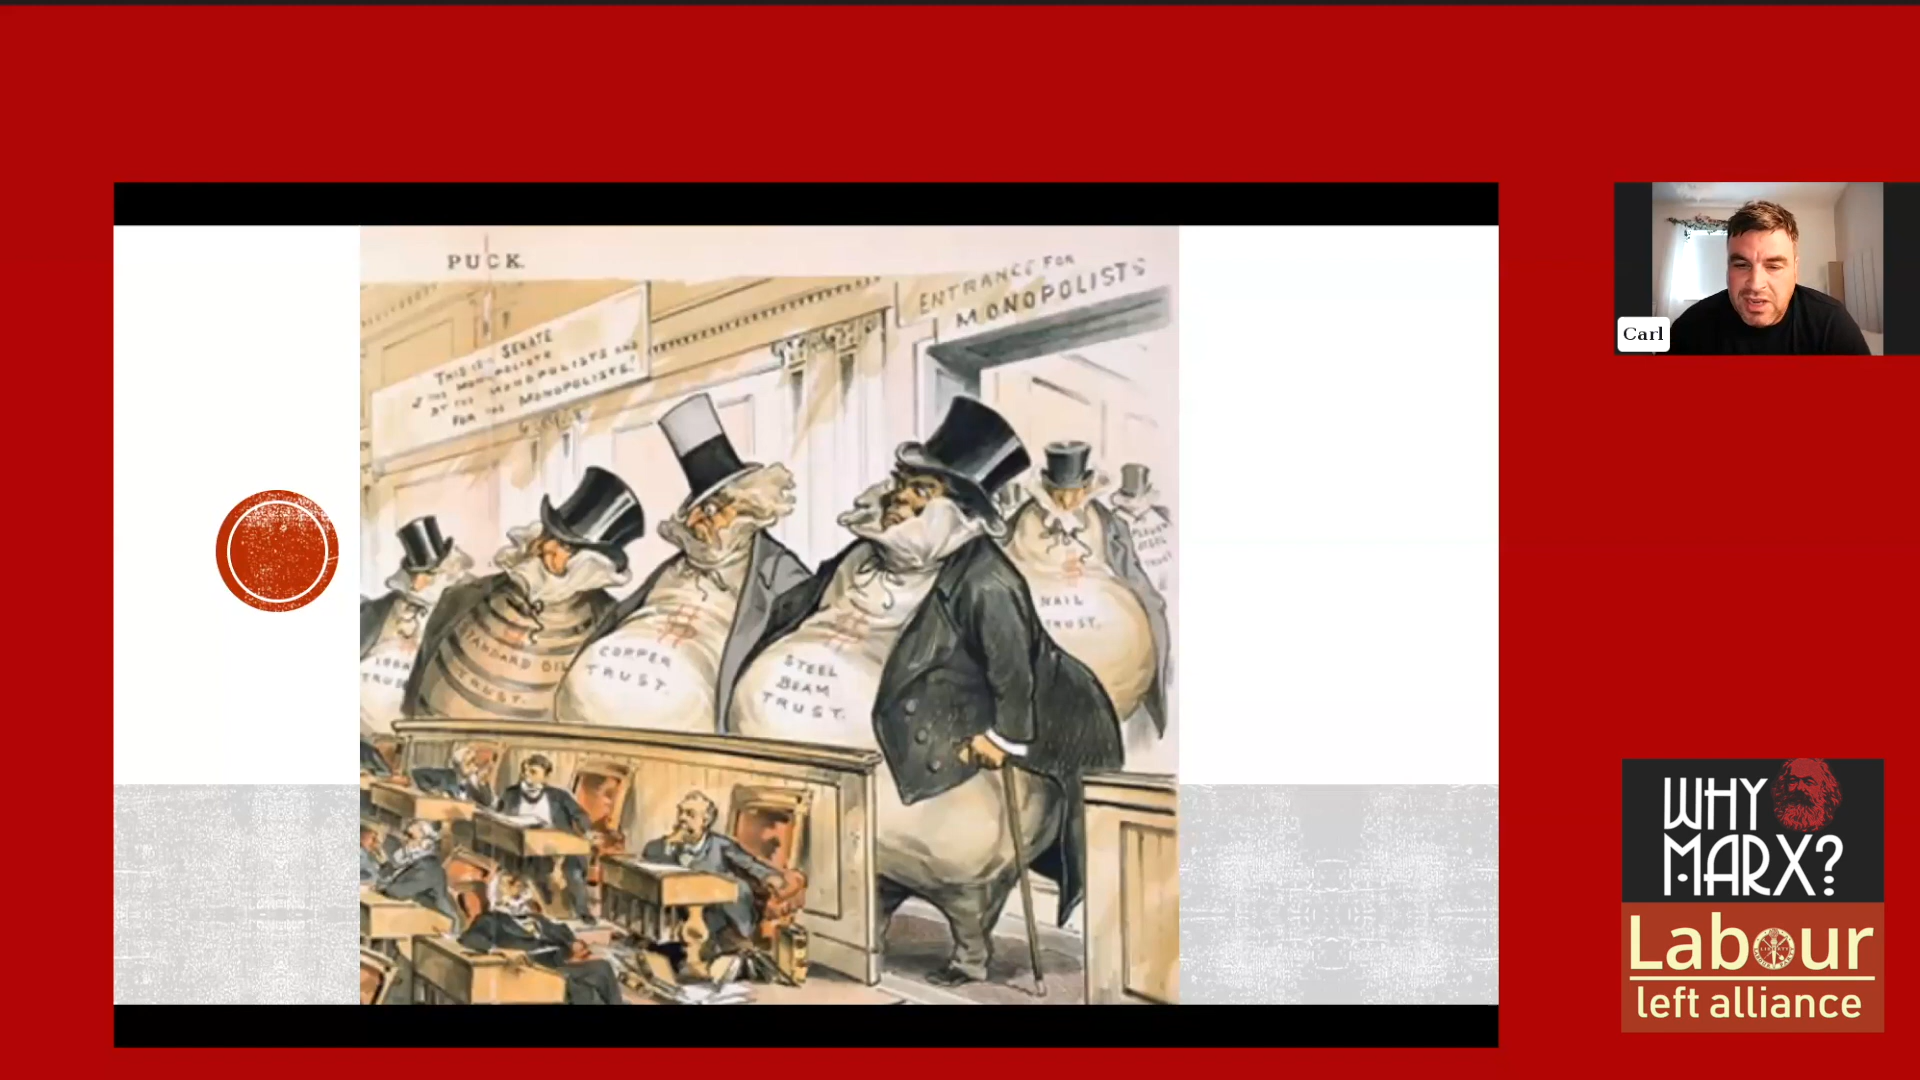 PUCK.
ENTRANCE FOR
MONOPOLISTS
THIS IS A SENATE
OF THE MONOPOLISTS
BY THE MONOPOLISTS AND
FOR THE MONOPOLISTS!
STANDARD OIL
TRUST.
COPPER
TRUST.
STEEL
BEAM
TRUST.
NAIL
TRUST.
TRUST
Carl
WHY
MARX?
Labour
left alliance